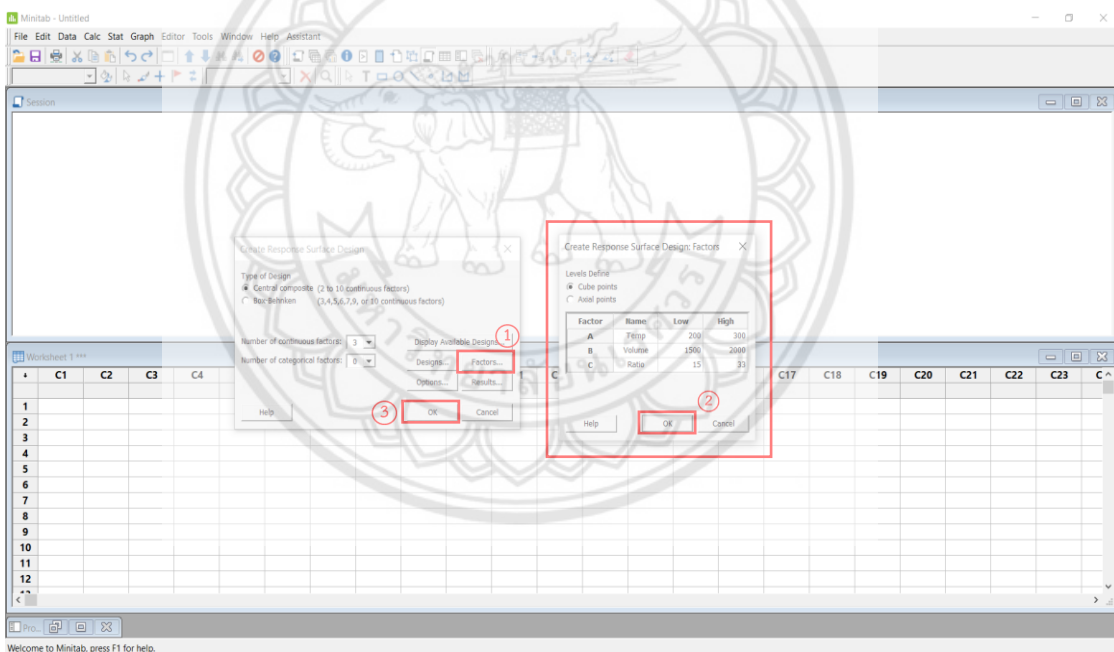 Minitab - Untitled
File Edit Data Calc Stat Graph Editor Tools Window Help Assistant
Session
Create Response Surface Design
Type of Design
Central composite (2 to 10 continuous factors)
Box-Behnken (3,4,5,6,7,9, or 10 continuous factors)
Number of continuous factors: 3
Display Available Designs...
1
Number of categorical factors: 0
Designs... Factors...
Options... Results...
3
Help OK Cancel
Create Response Surface Design: Factors
Levels Define
Cube points
Axial points
Factor Name Low High
A Temp 200 300
B Volume 1500 2000
C Ratio 15 33
2
Help OK Cancel
Worksheet 1 ***
C1 C2 C3 C4 C17 C18 C19 C20 C21 C22 C23 C
1
2
3
4
5
6
7
8
9
10
11
12
Pro...
Welcome to Minitab, press F1 for help.